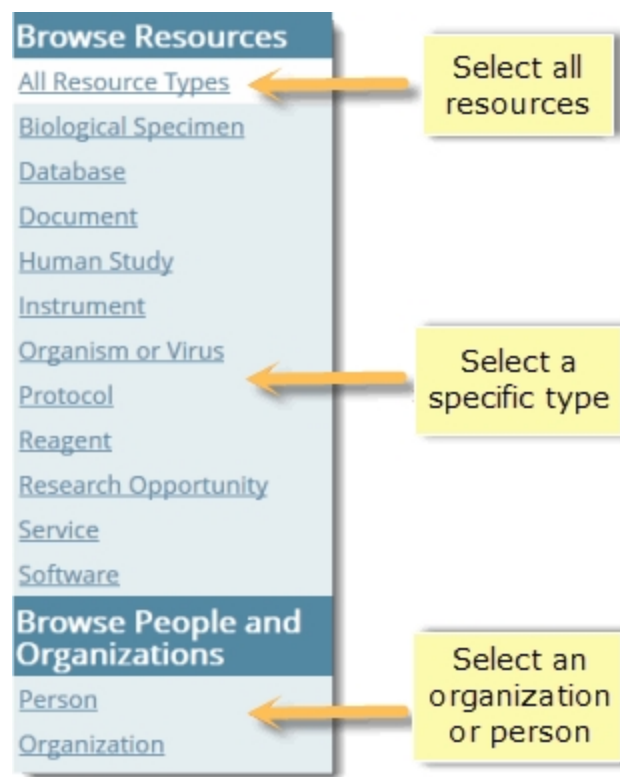 Browse Resources
All Resource Types
Select all
resources
Biological Specimen
Database
Document
Human Study
Instrument
Organism or Virus
Protocol
Select a
specific type
Reagent
Research Opportunity
Service
Software
Browse People and
Organizations
Person
Organization
Select an
organization
or person